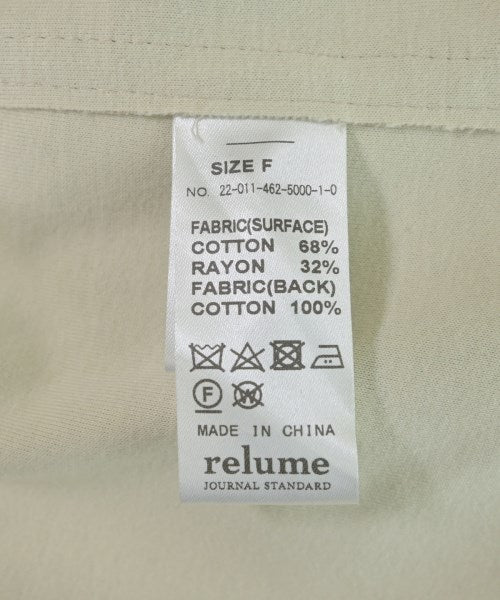 SIZE F
NO. 22-011-462-5000-1-0
FABRIC(SURFACE)
COTTON 68%
RAYON 32%
FABRIC(BACK)
COTTON 100%
F W
MADE IN CHINA
relume
JOURNAL STANDARD